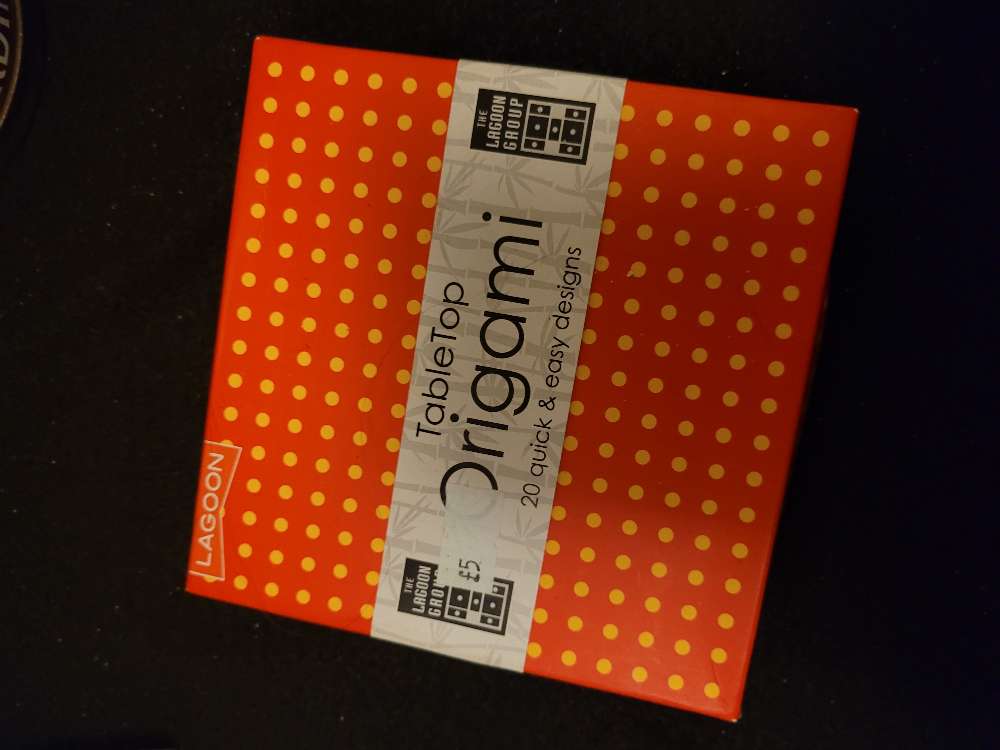 LAGOON
TableTop
Origami
20 quick & easy designs
THE
LAGOON
GROUP
THE
LAGOON
GROUP
£5